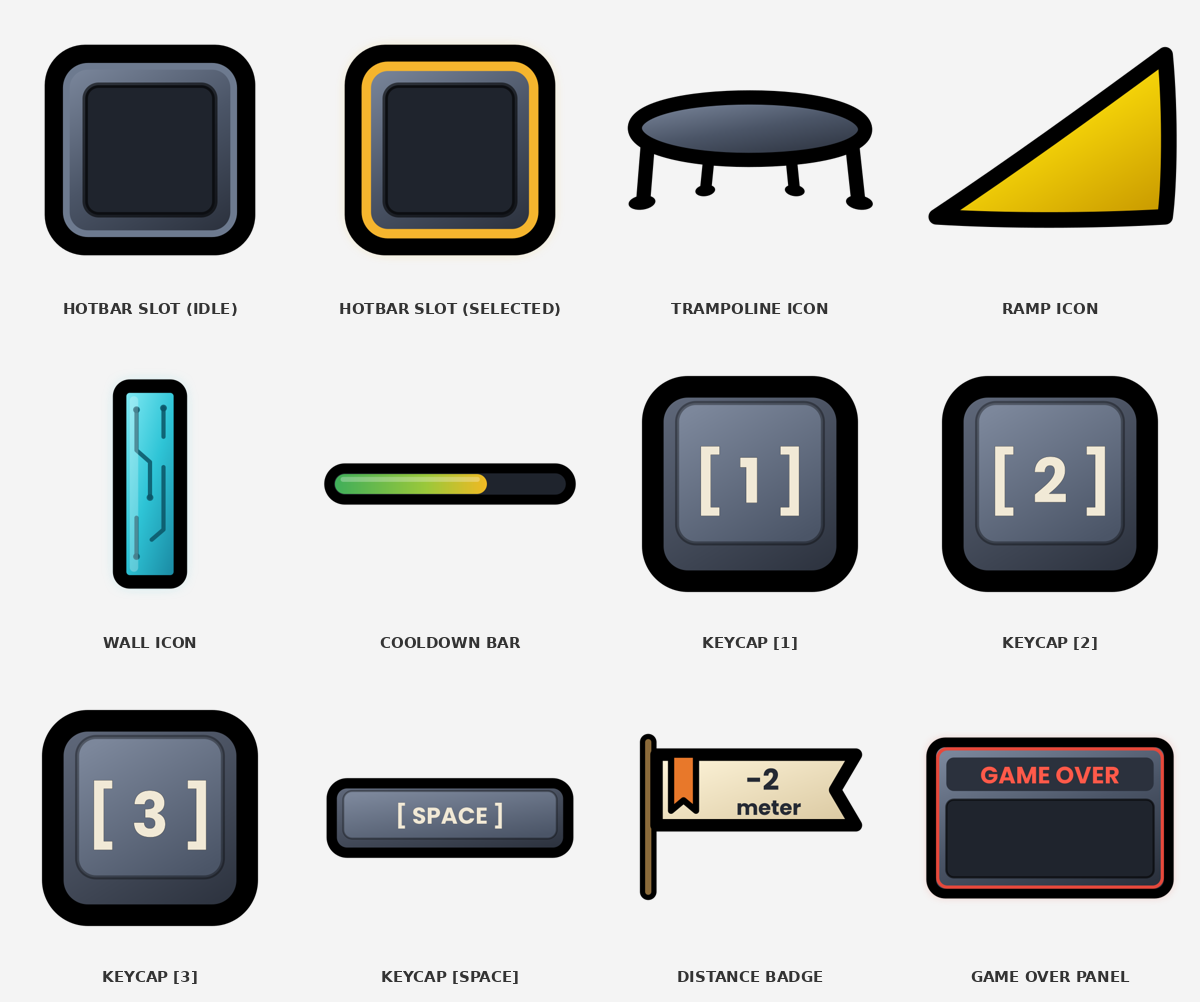 HOTBAR SLOT (IDLE)
HOTBAR SLOT (SELECTED)
TRAMPOLINE ICON
RAMP ICON
[ 1 ]
[ 2 ]
WALL ICON
COOLDOWN BAR
KEYCAP [1]
KEYCAP [2]
[ 3 ]
[ SPACE ]
−2
meter
GAME OVER
KEYCAP [3]
KEYCAP [SPACE]
DISTANCE BADGE
GAME OVER PANEL